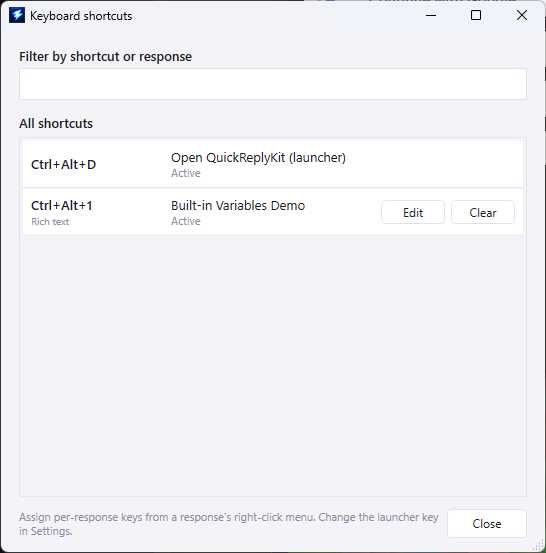 Keyboard shortcuts
Filter by shortcut or response
All shortcuts
Ctrl+Alt+D
Open QuickReplyKit (launcher)
Active
Ctrl+Alt+1
Rich text
Built-in Variables Demo
Active
Edit
Clear
Assign per-response keys from a response's right-click menu. Change the launcher key
in Settings.
Close